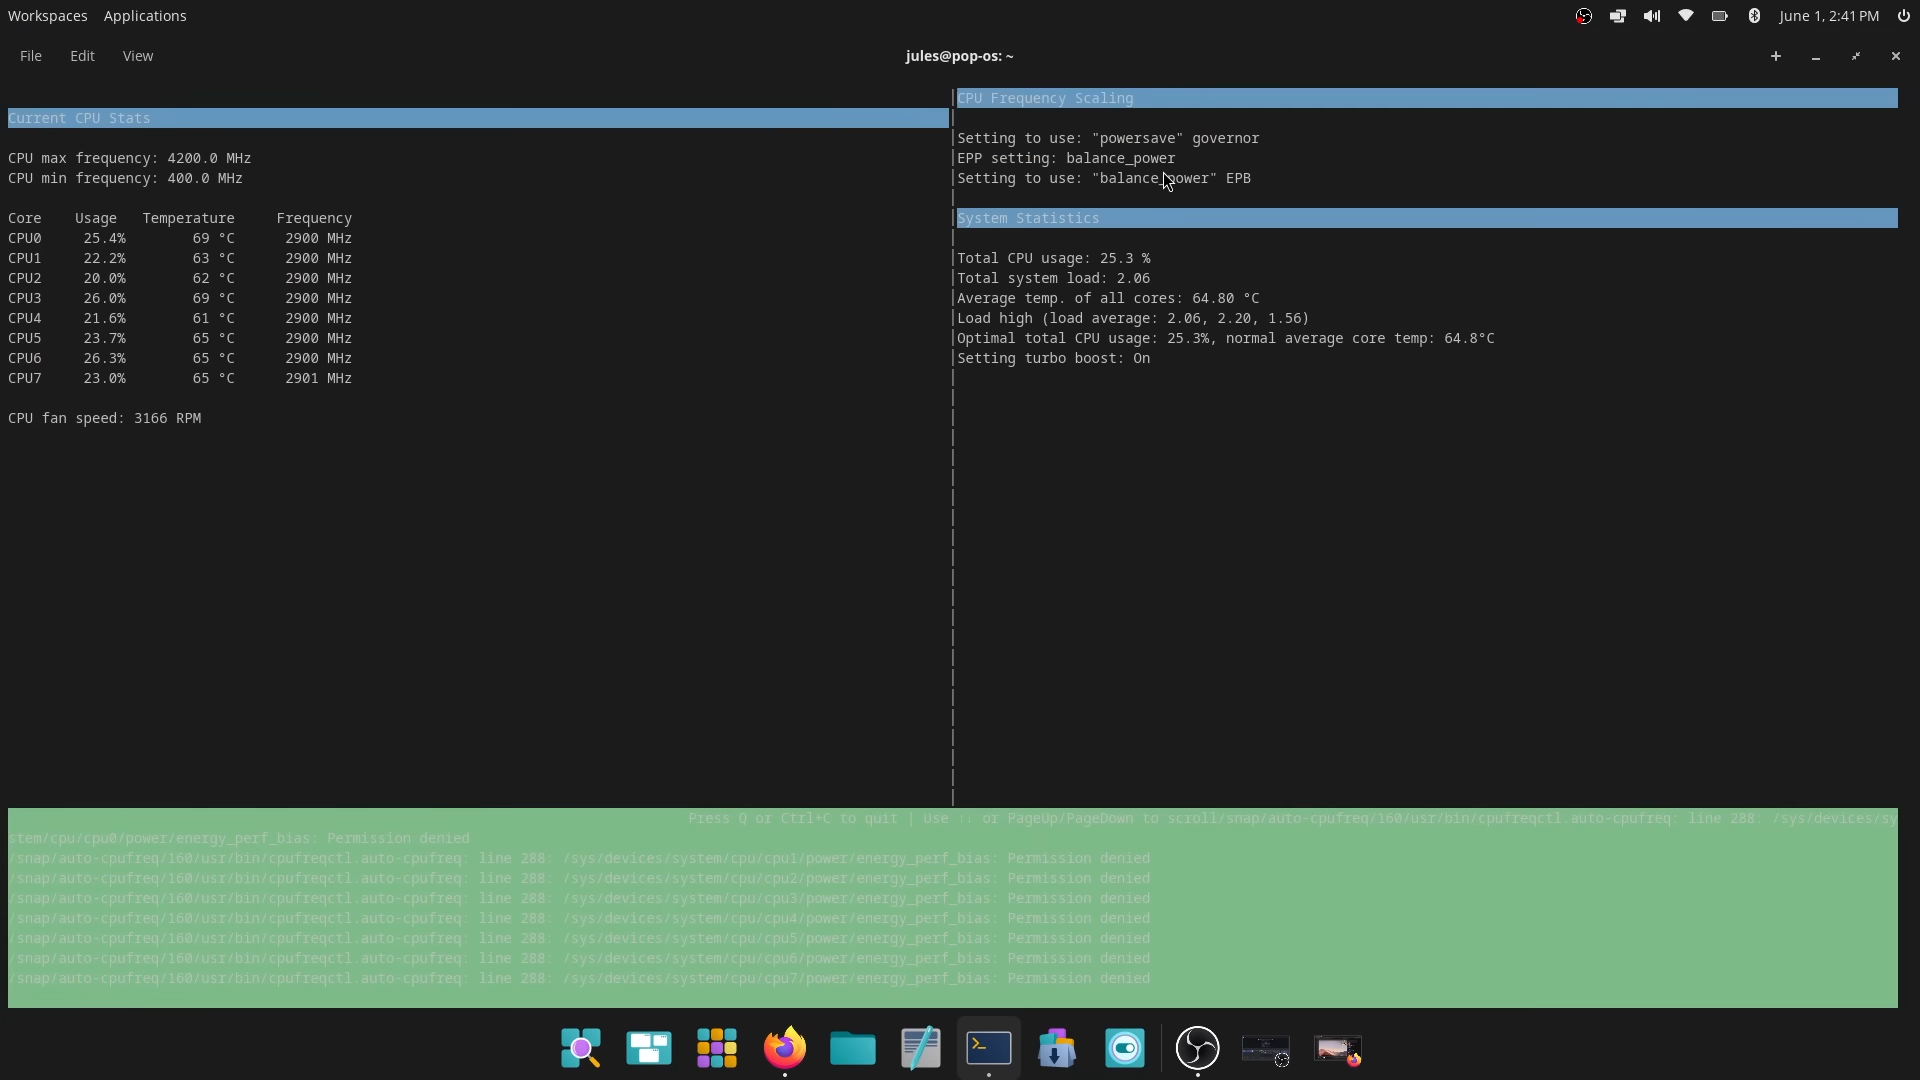 Workspaces Applications June 1, 2:41 PM
File Edit View jules@pop-os: ~
Current CPU Stats
CPU max frequency: 4200.0 MHz
CPU min frequency: 400.0 MHz
Core Usage Temperature Frequency
CPU0 25.4% 69 °C 2900 MHz
CPU1 22.2% 63 °C 2900 MHz
CPU2 20.0% 62 °C 2900 MHz
CPU3 26.0% 69 °C 2900 MHz
CPU4 21.6% 61 °C 2900 MHz
CPU5 23.7% 65 °C 2900 MHz
CPU6 26.3% 65 °C 2900 MHz
CPU7 23.0% 65 °C 2901 MHz
CPU fan speed: 3166 RPM
CPU Frequency Scaling
Setting to use: "powersave" governor
EPP setting: balance_power
Setting to use: "balance_power" EPB
System Statistics
Total CPU usage: 25.3 %
Total system load: 2.06
Average temp. of all cores: 64.80 °C
Load high (load average: 2.06, 2.20, 1.56)
Optimal total CPU usage: 25.3%, normal average core temp: 64.8°C
Setting turbo boost: On
Press Q or Ctrl+C to quit | Use ↑↓ or PageUp/PageDown to scroll/snap/auto-cpufreq/160/usr/bin/cpufreqctl.auto-cpufreq: line 288: /sys/devices/sy
stem/cpu/cpu0/power/energy_perf_bias: Permission denied
/snap/auto-cpufreq/160/usr/bin/cpufreqctl.auto-cpufreq: line 288: /sys/devices/system/cpu/cpu1/power/energy_perf_bias: Permission denied
/snap/auto-cpufreq/160/usr/bin/cpufreqctl.auto-cpufreq: line 288: /sys/devices/system/cpu/cpu2/power/energy_perf_bias: Permission denied
/snap/auto-cpufreq/160/usr/bin/cpufreqctl.auto-cpufreq: line 288: /sys/devices/system/cpu/cpu3/power/energy_perf_bias: Permission denied
/snap/auto-cpufreq/160/usr/bin/cpufreqctl.auto-cpufreq: line 288: /sys/devices/system/cpu/cpu4/power/energy_perf_bias: Permission denied
/snap/auto-cpufreq/160/usr/bin/cpufreqctl.auto-cpufreq: line 288: /sys/devices/system/cpu/cpu5/power/energy_perf_bias: Permission denied
/snap/auto-cpufreq/160/usr/bin/cpufreqctl.auto-cpufreq: line 288: /sys/devices/system/cpu/cpu6/power/energy_perf_bias: Permission denied
/snap/auto-cpufreq/160/usr/bin/cpufreqctl.auto-cpufreq: line 288: /sys/devices/system/cpu/cpu7/power/energy_perf_bias: Permission denied